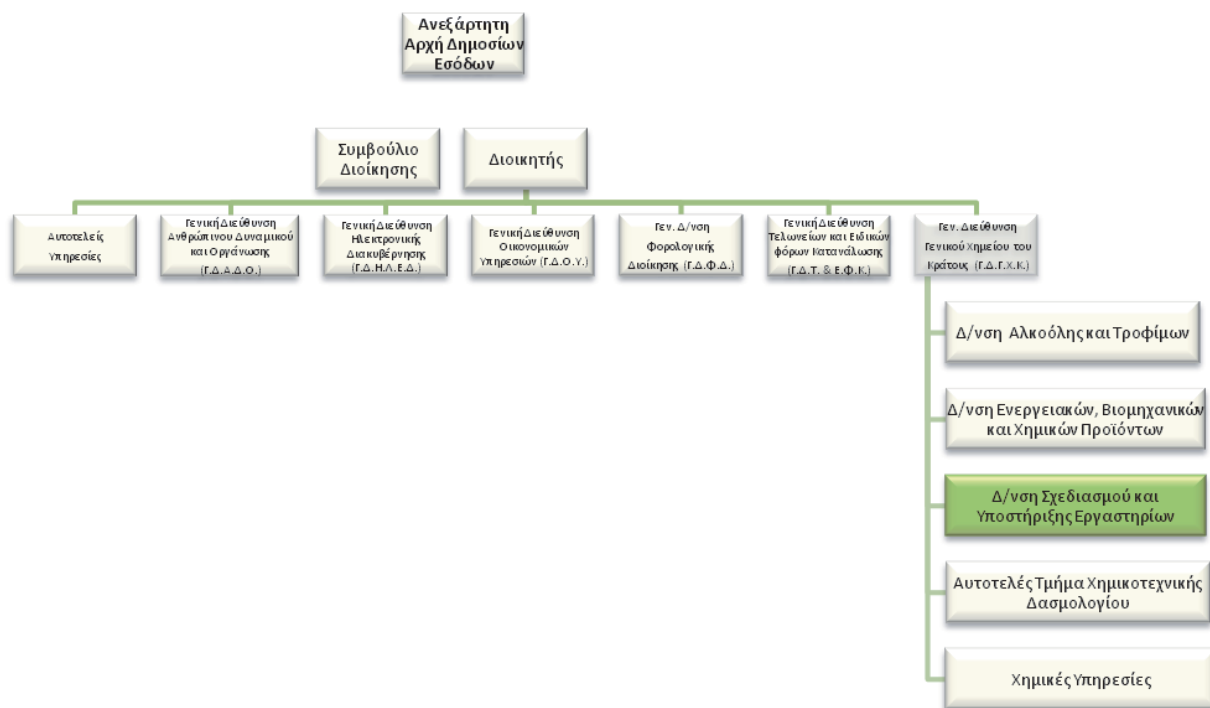 Ανεξάρτητη
Αρχή Δημοσίων
Εσόδων
Συμβούλιο
Διοίκησης
Διοικητής
Αυτοτελείς
Υπηρεσίες
Γενική Διεύθυνση
Ανθρώπινου Δυναμικού
και Οργάνωσης
(Γ.Δ.Α.Δ.Ο.)
Γενική Διεύθυνση
Ηλεκτρονικής
Διακυβέρνησης
(Γ.Δ.Η.Λ.Ε.Δ.)
Γενική Διεύθυνση
Οικονομικών
Υπηρεσιών (Γ.Δ.Ο.Υ.)
Γεν. Δ/νση
Φορολογικής
Διοίκησης (Γ.Δ.Φ.Δ.)
Γενική Διεύθυνση
Τελωνείων και Ειδικών
φόρων Κατανάλωσης
(Γ.Δ.Τ. & Ε.Φ.Κ.)
Γεν. Διεύθυνση
Γενικού Χημείου του
Κράτους (Γ.Δ.Γ.Χ.Κ.)
Δ/νση Αλκοόλης και Τροφίμων
Δ/νση Ενεργειακών, Βιομηχανικών
και Χημικών Προϊόντων
Δ/νση Σχεδιασμού και
Υποστήριξης Εργαστηρίων
Αυτοτελές Τμήμα Χημικοτεχνικής
Δασμολογίου
Χημικές Υπηρεσίες